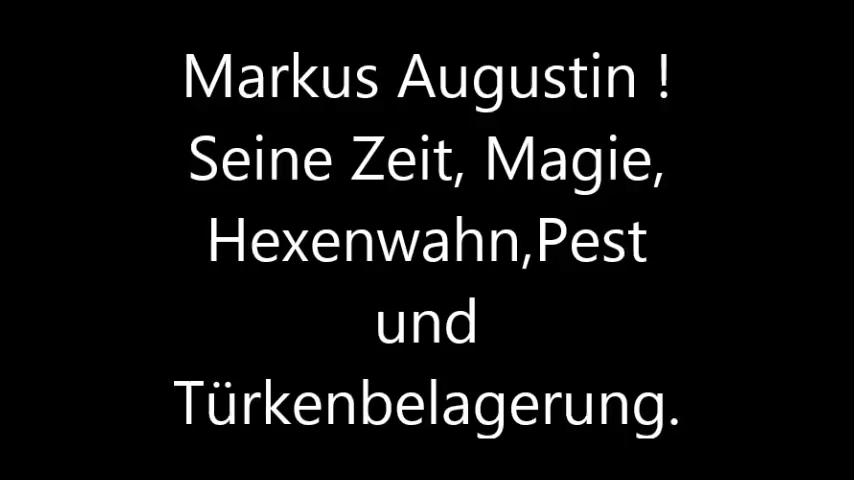 Markus Augustin !
Seine Zeit, Magie,
Hexenwahn,Pest
und
Türkenbelagerung.